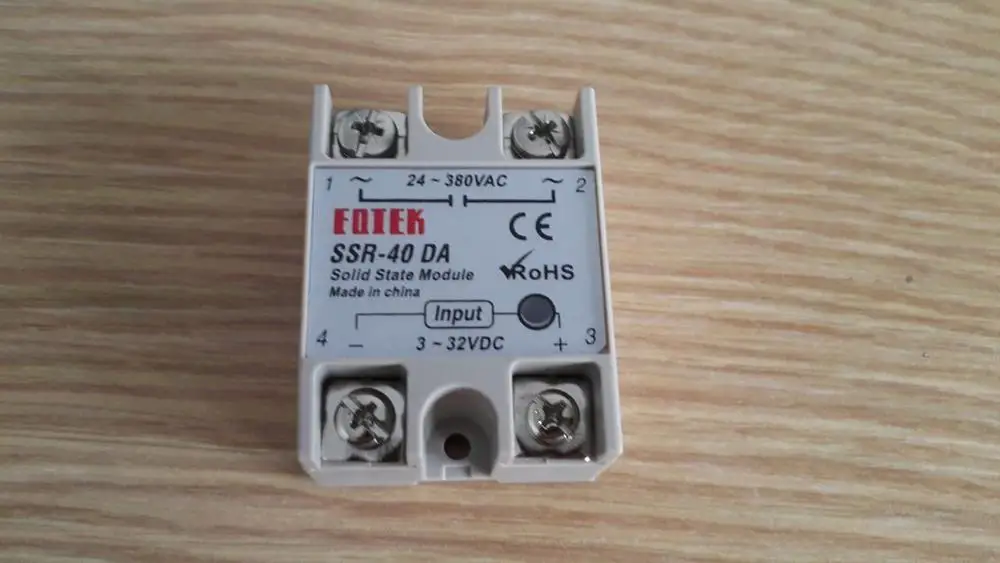 1 ~ 24 ~ 380VAC ~ 2
FQTEK
CE
SSR-40 DA
Solid State Module
RoHS
Made in china
Input
4 − 3 ~ 32VDC + 3